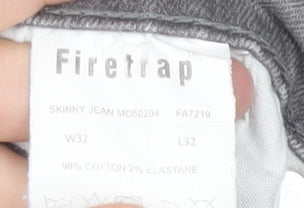 Firetrap
SKINNY JEAN MO50204 FA7219
W32 L32
98% COTTON 2% ELASTANE